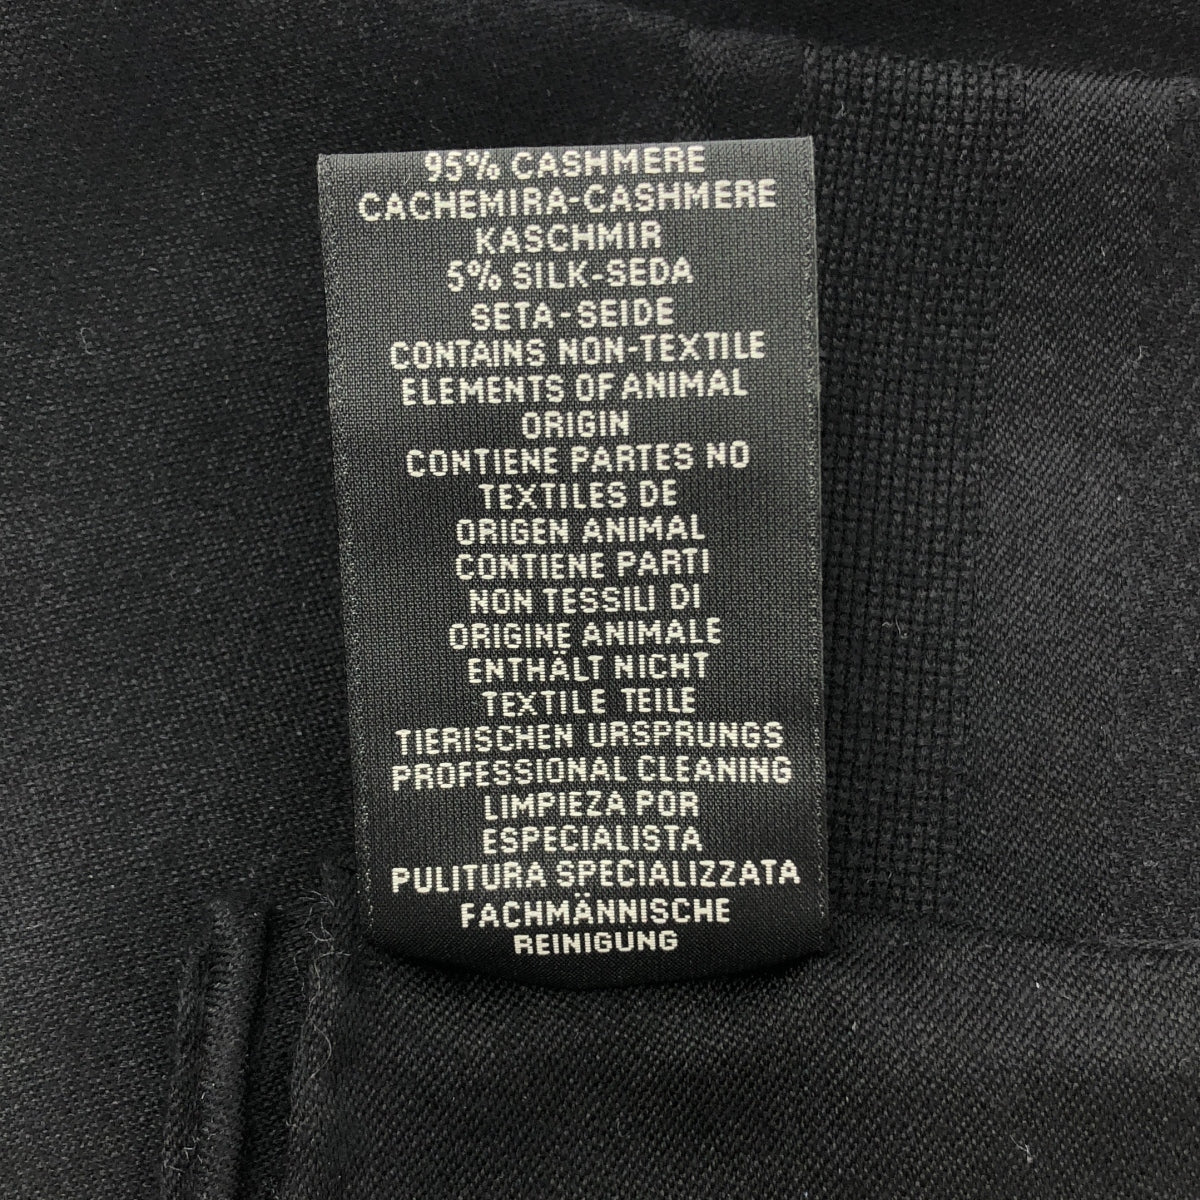 95% CASHMERE
CACHEMIRA-CASHMERE
KASCHMIR
5% SILK-SEDA
SETA-SEIDE
CONTAINS NON-TEXTILE
ELEMENTS OF ANIMAL
ORIGIN
CONTIENE PARTES NO
TEXTILES DE
ORIGEN ANIMAL
CONTIENE PARTI
NON TESSILI DI
ORIGINE ANIMALE
ENTHÄLT NICHT
TEXTILE TEILE
TIERISCHEN URSPRUNGS
PROFESSIONAL CLEANING
LIMPIEZA POR
ESPECIALISTA
PULITURA SPECIALIZZATA
FACHMÄNNISCHE
REINIGUNG